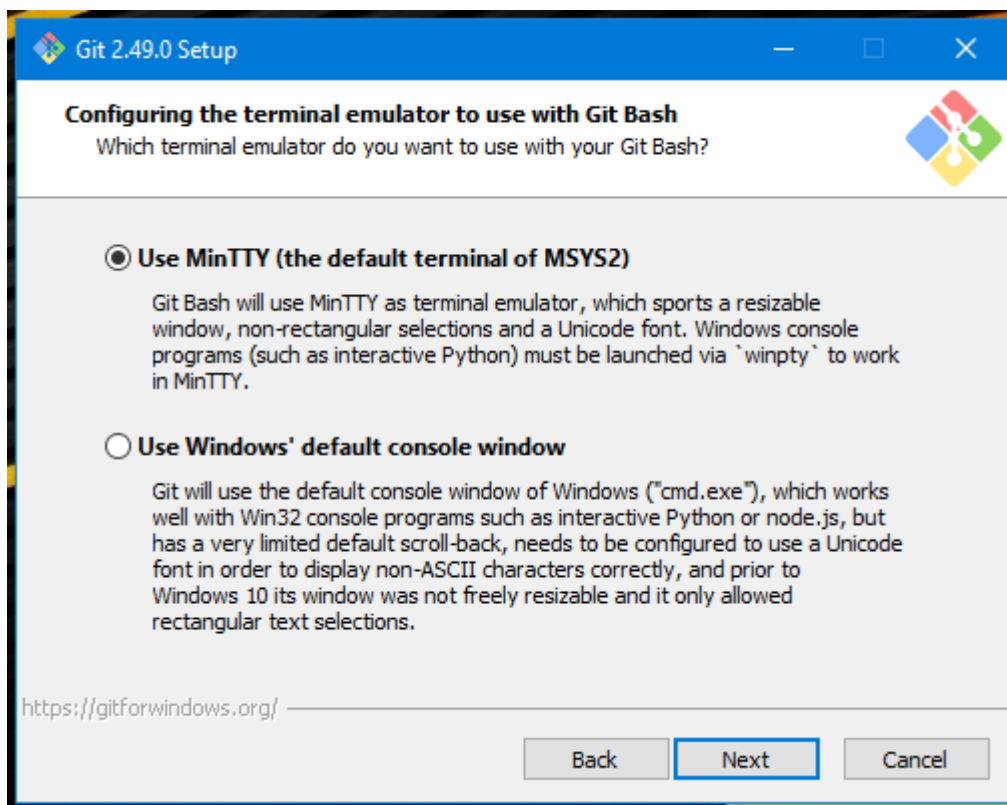 Git 2.49.0 Setup
Configuring the terminal emulator to use with Git Bash
Which terminal emulator do you want to use with your Git Bash?
Use MinTTY (the default terminal of MSYS2)
Git Bash will use MinTTY as terminal emulator, which sports a resizable
window, non-rectangular selections and a Unicode font. Windows console
programs (such as interactive Python) must be launched via `winpty` to work
in MinTTY.
Use Windows' default console window
Git will use the default console window of Windows ("cmd.exe"), which works
well with Win32 console programs such as interactive Python or node.js, but
has a very limited default scroll-back, needs to be configured to use a Unicode
font in order to display non-ASCII characters correctly, and prior to
Windows 10 its window was not freely resizable and it only allowed
rectangular text selections.
https://gitforwindows.org/
Back Next Cancel